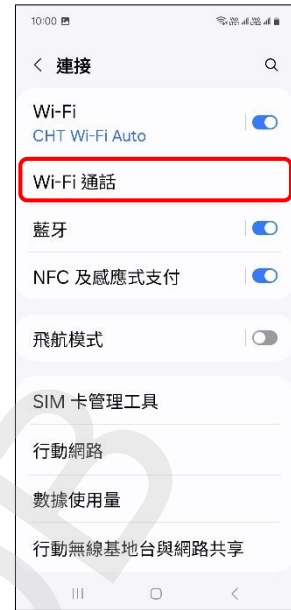 10:00
連接
Wi-Fi
CHT Wi-Fi Auto
Wi-Fi 通話
藍牙
NFC 及感應式支付
飛航模式
SIM 卡管理工具
行動網路
數據使用量
行動無線基地台與網路共享